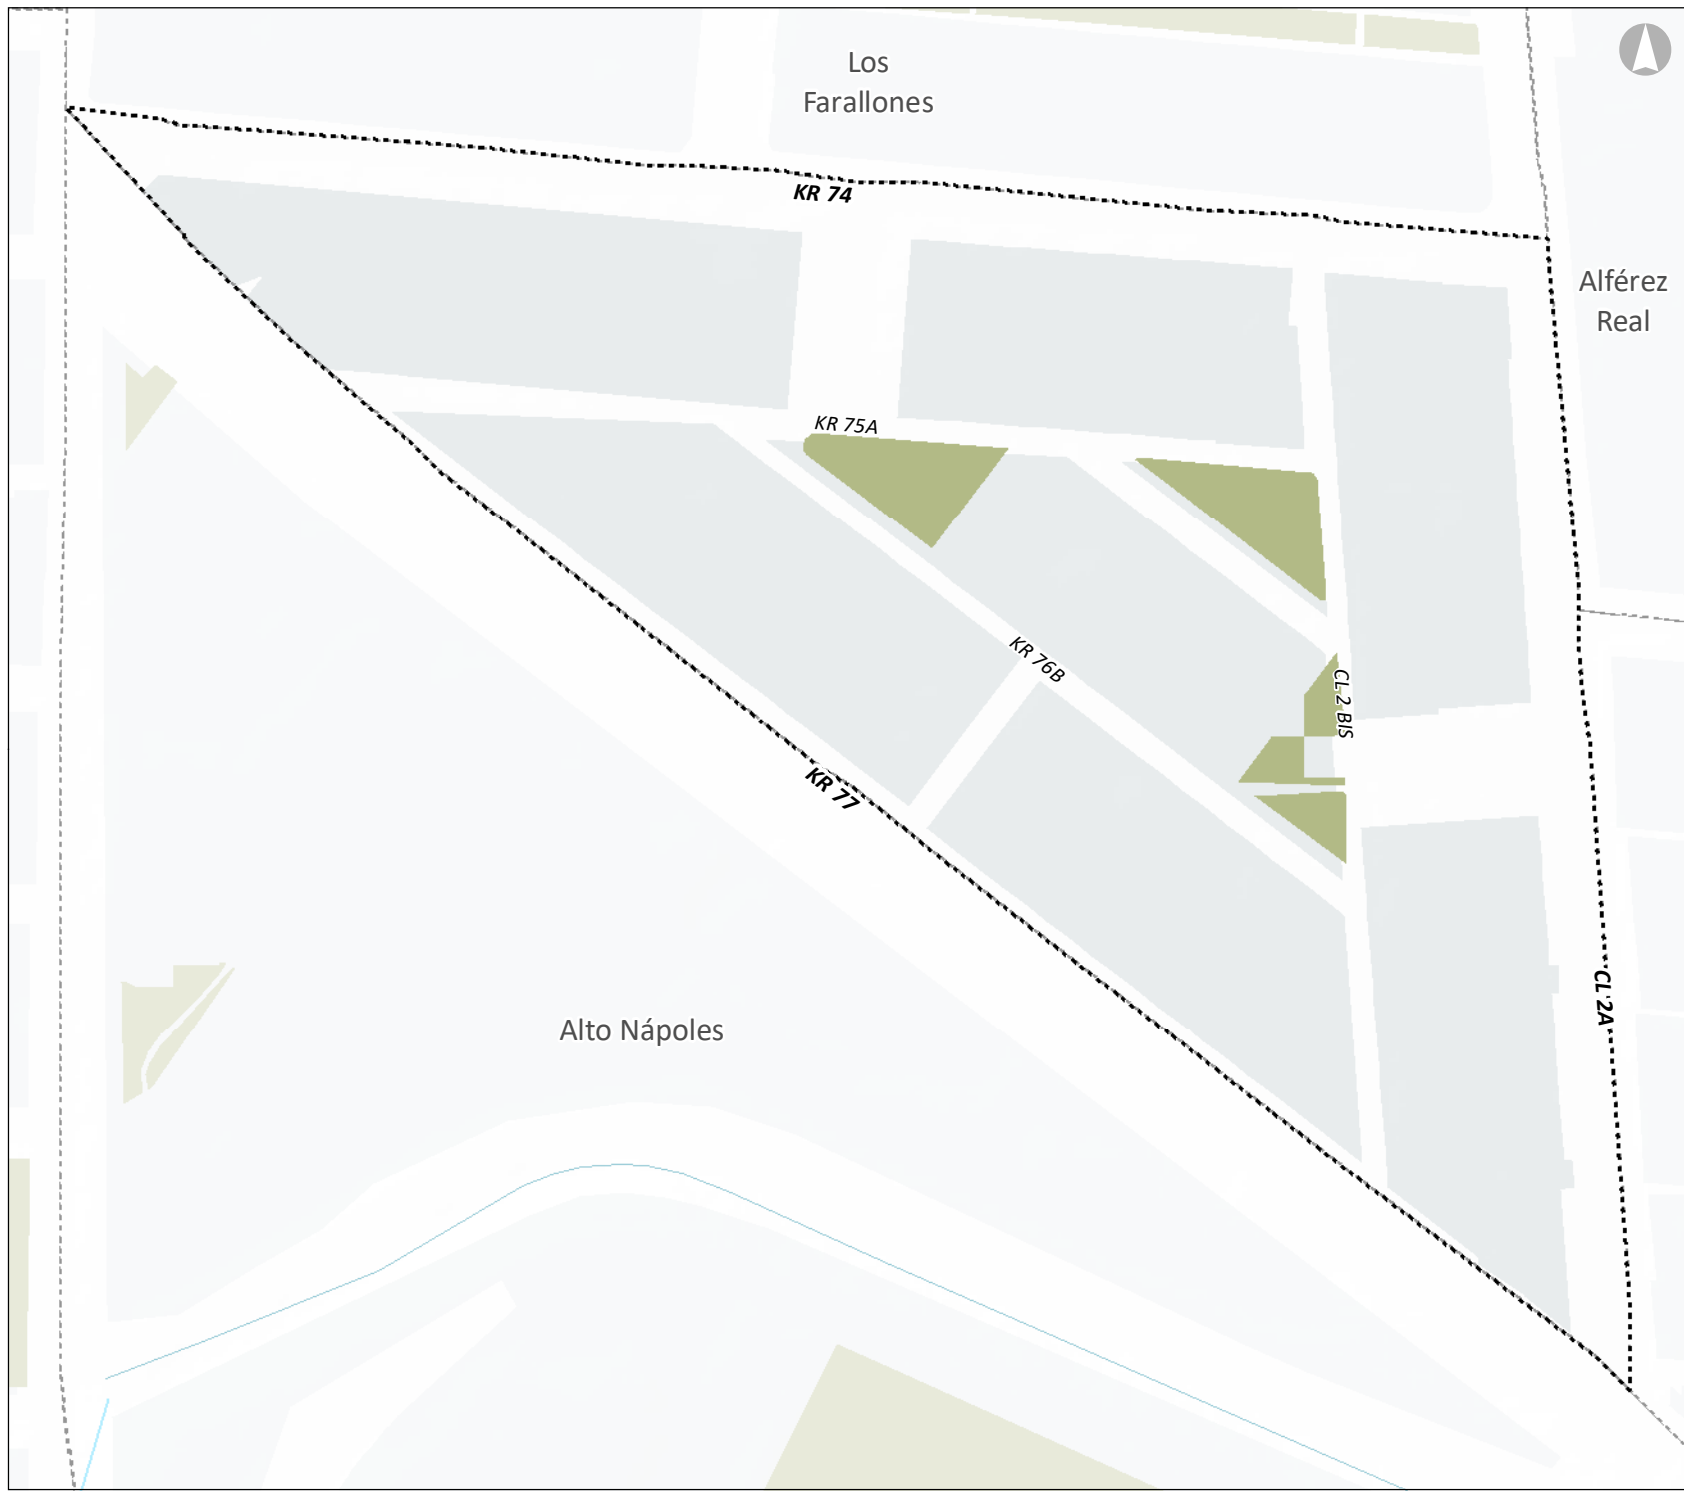 Los
Farallones
KR 74
Alférez
Real
KR 75A
KR 76B
CL 2 BIS
KR 77
CL 2A
Alto Nápoles